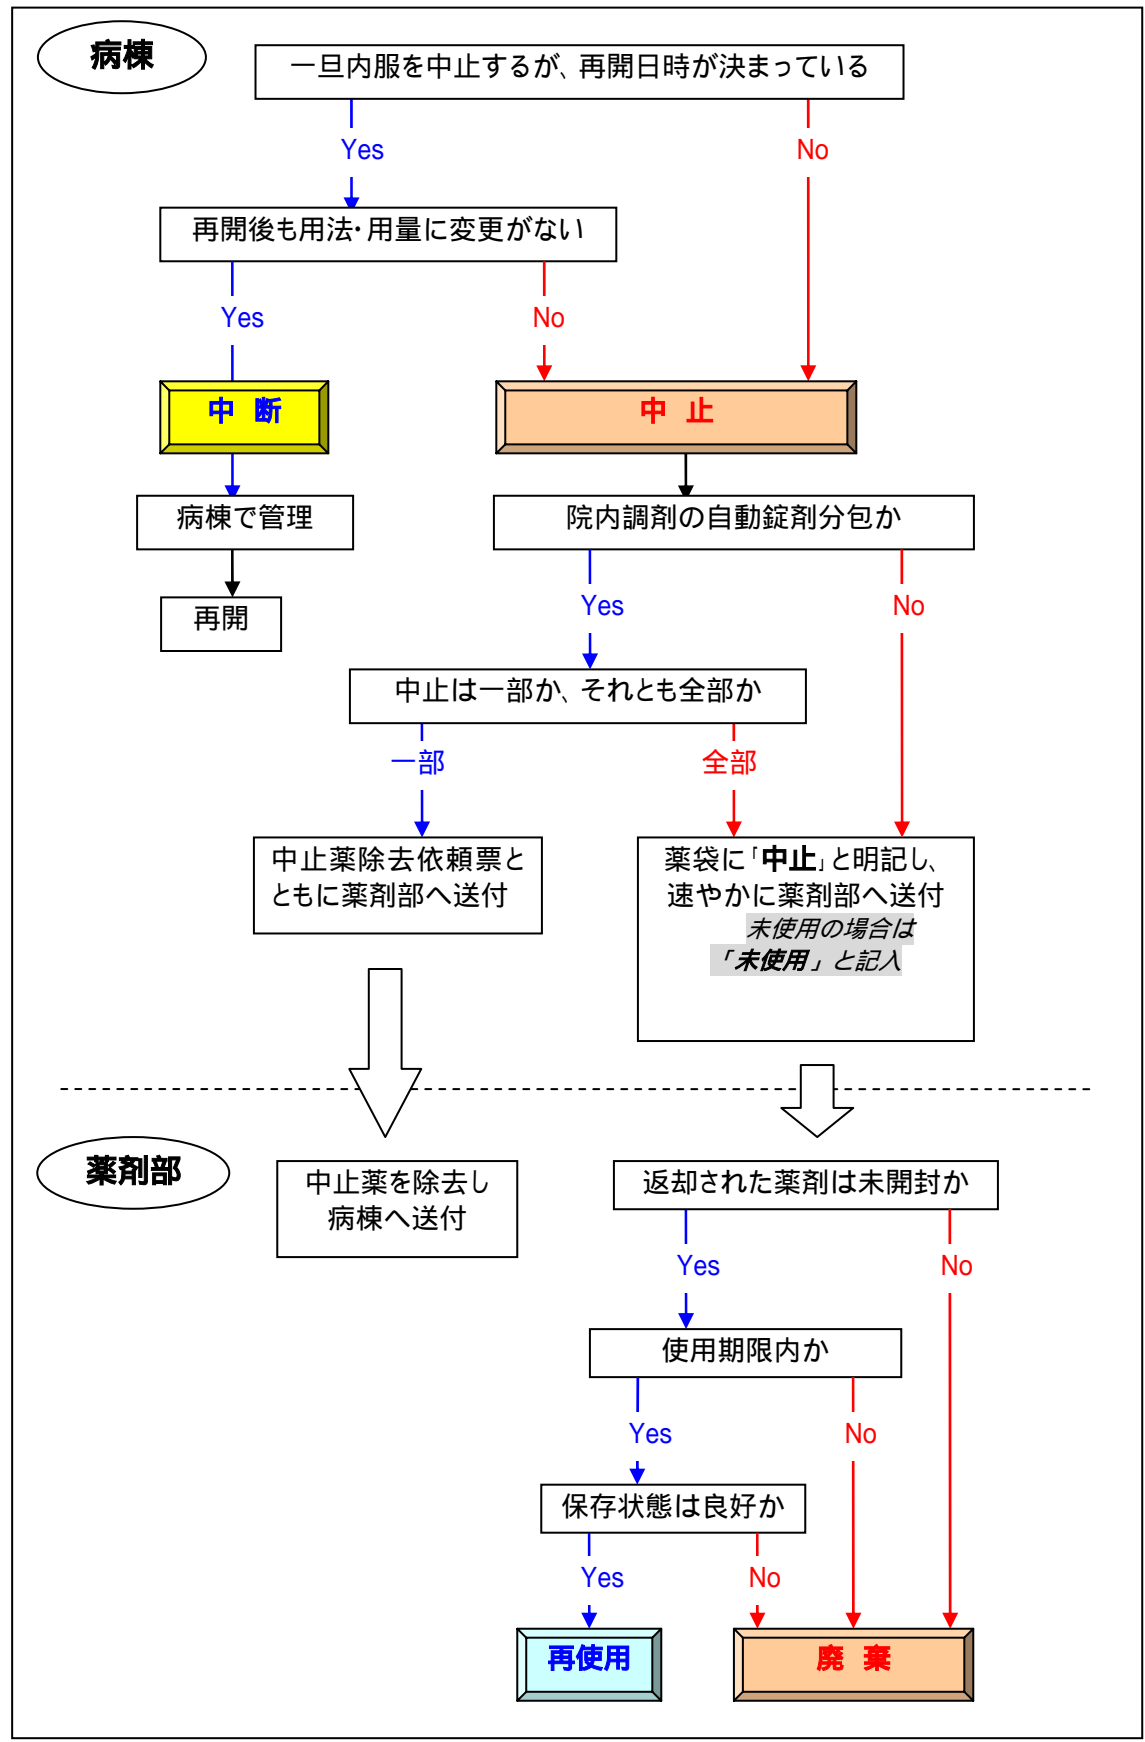 病棟
一旦内服を中止するが、再開日時が決まっている
Yes
No
再開後も用法・用量に変更がない
Yes
No
中 断
中 止
病棟で管理
院内調剤の自動錠剤分包か
再開
Yes
No
中止は一部か、それとも全部か
一部
全部
中止薬除去依頼票と
ともに薬剤部へ送付
薬袋に「中止」と明記し、
速やかに薬剤部へ送付
未使用の場合は
「未使用」と記入
薬剤部
中止薬を除去し
病棟へ送付
返却された薬剤は未開封か
Yes
No
使用期限内か
Yes
No
保存状態は良好か
Yes
No
再使用
廃 棄